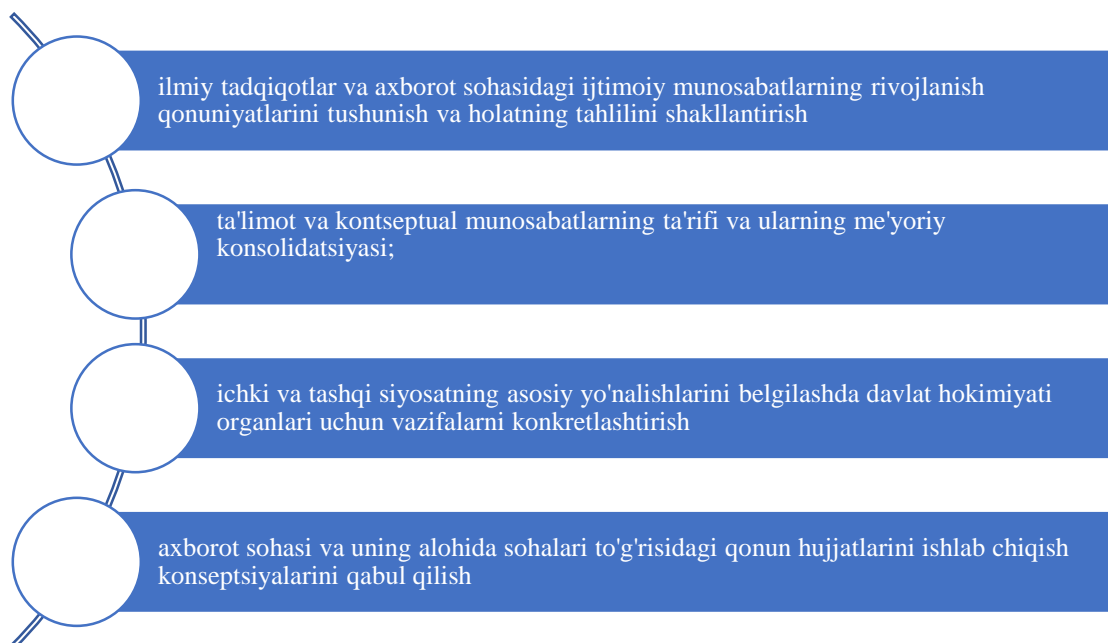 ilmiy tadqiqotlar va axborot sohasidagi ijtimoiy munosabatlarning rivojlanish
qonuniyatlarini tushunish va holatning tahlilini shakllantirish
ta'limot va kontseptual munosabatlarning ta'rifi va ularning me'yoriy
konsolidatsiyasi;
ichki va tashqi siyosatning asosiy yo'nalishlarini belgilashda davlat hokimiyati
organlari uchun vazifalarni konkretlashtirish
axborot sohasi va uning alohida sohalari to'g'risidagi qonun hujjatlarini ishlab chiqish
konseptsiyalarini qabul qilish